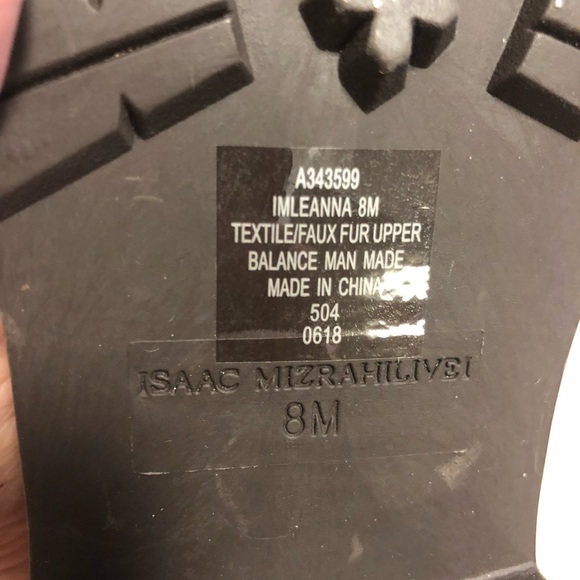 A343599
IMLEANNA 8M
TEXTILE/FAUX FUR UPPER
BALANCE MAN MADE
MADE IN CHINA
504
0618
ISAAC MIZRAHILIVE!
8M